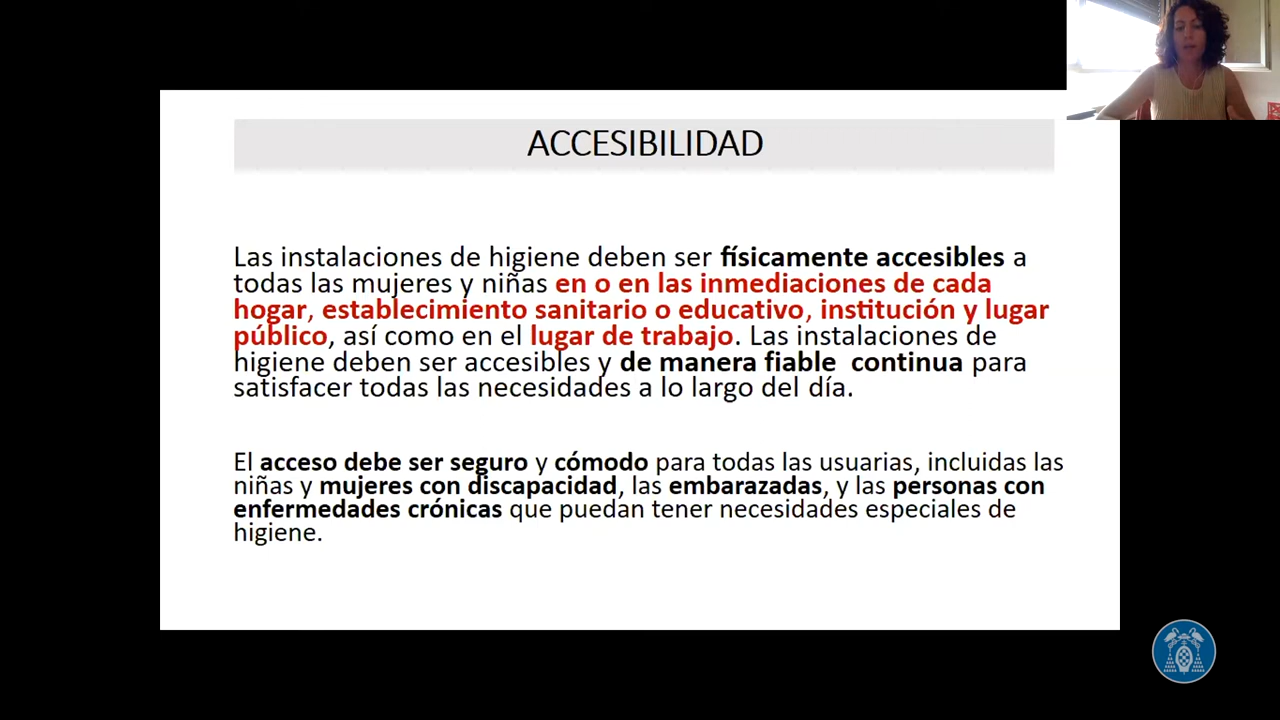 ACCESIBILIDAD
Las instalaciones de higiene deben ser físicamente accesibles a
todas las mujeres y niñas en o en las inmediaciones de cada
hogar, establecimiento sanitario o educativo, institución y lugar
público, así como en el lugar de trabajo. Las instalaciones de
higiene deben ser accesibles y de manera fiable  continua para
satisfacer todas las necesidades a lo largo del día.
El acceso debe ser seguro y cómodo para todas las usuarias, incluidas las
niñas y mujeres con discapacidad, las embarazadas, y las personas con
enfermedades crónicas que puedan tener necesidades especiales de
higiene.